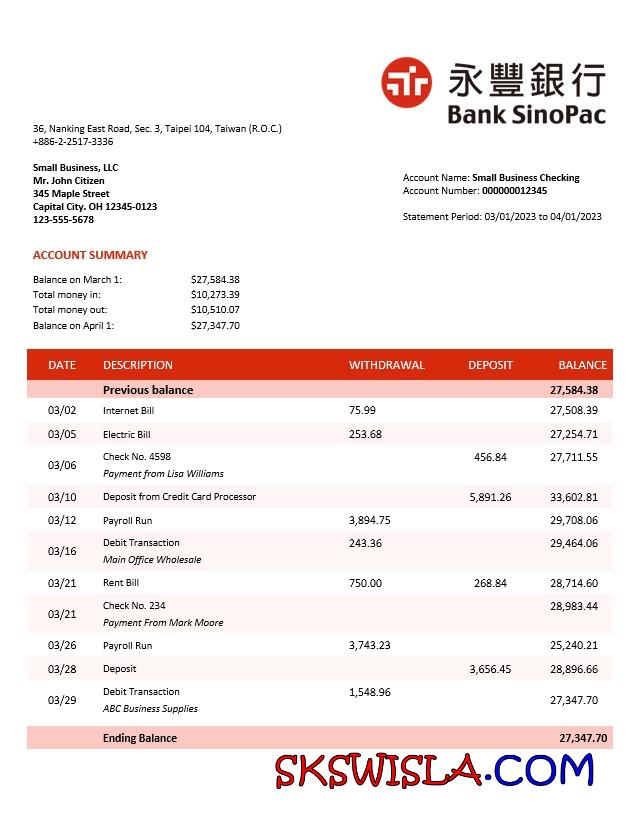 永豐銀行
Bank SinoPac
36, Nanking East Road, Sec. 3, Taipei 104, Taiwan (R.O.C.)
+886-2-2517-3336
Small Business, LLC
Mr. John Citizen
345 Maple Street
Capital City. OH 12345-0123
123-555-5678
Account Name: Small Business Checking
Account Number: 000000012345
Statement Period: 03/01/2023 to 04/01/2023
ACCOUNT SUMMARY
Balance on March 1: $27,584.38
Total money in: $10,273.39
Total money out: $10,510.07
Balance on April 1: $27,347.70
DATE DESCRIPTION WITHDRAWAL DEPOSIT BALANCE
Previous balance 27,584.38
03/02 Internet Bill 75.99 27,508.39
03/05 Electric Bill 253.68 27,254.71
03/06 Check No. 4598 456.84 27,711.55
Payment from Lisa Williams
03/10 Deposit from Credit Card Processor 5,891.26 33,602.81
03/12 Payroll Run 3,894.75 29,708.06
03/16 Debit Transaction 243.36 29,464.06
Main Office Wholesale
03/21 Rent Bill 750.00 268.84 28,714.60
03/21 Check No. 234 28,983.44
Payment From Mark Moore
03/26 Payroll Run 3,743.23 25,240.21
03/28 Deposit 3,656.45 28,896.66
03/29 Debit Transaction 1,548.96 27,347.70
ABC Business Supplies
Ending Balance 27,347.70
SKSWISLA.COM